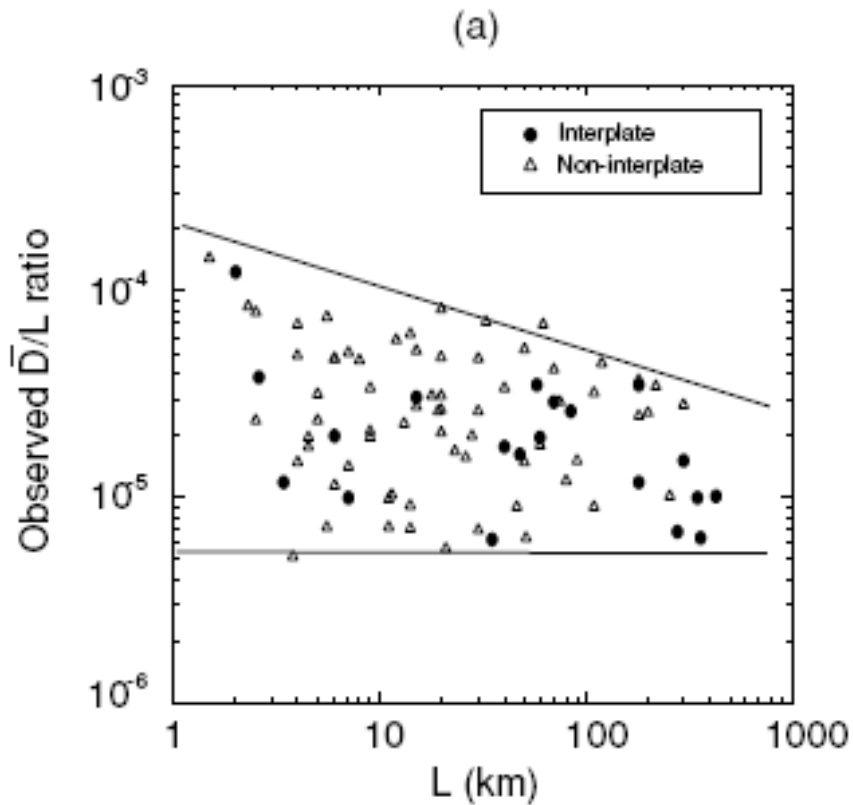 (a)
Observed D̅/L ratio
10⁻³
10⁻⁴
10⁻⁵
10⁻⁶
Interplate
Non-interplate
1
10
100
1000
L (km)